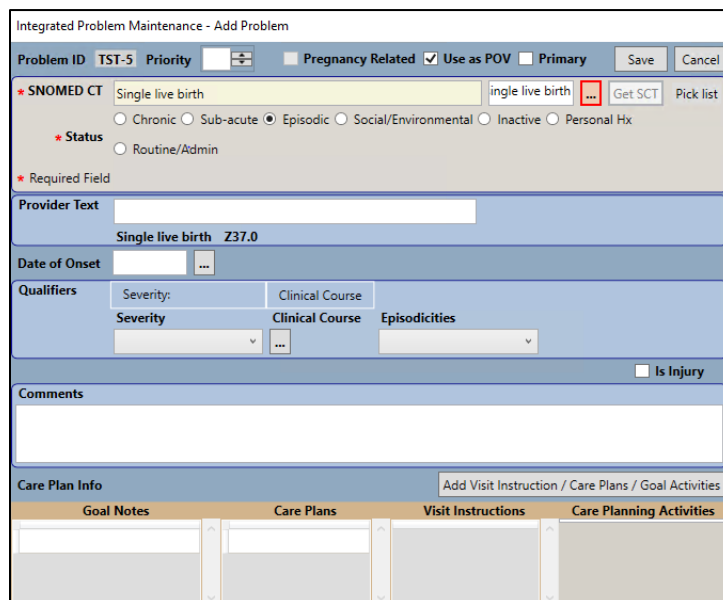 Integrated Problem Maintenance - Add Problem
Problem ID TST-5 Priority Pregnancy Related Use as POV Primary Save Cancel
* SNOMED CT Single live birth ingle live birth ... Get SCT Pick list
* Status Chronic Sub-acute Episodic Social/Environmental Inactive Personal Hx
Routine/Admin
* Required Field
Provider Text
Single live birth Z37.0
Date of Onset ...
Qualifiers Severity: Clinical Course
Severity Clinical Course Episodicities
...
Is Injury
Comments
Care Plan Info Add Visit Instruction / Care Plans / Goal Activities
Goal Notes Care Plans Visit Instructions Care Planning Activities